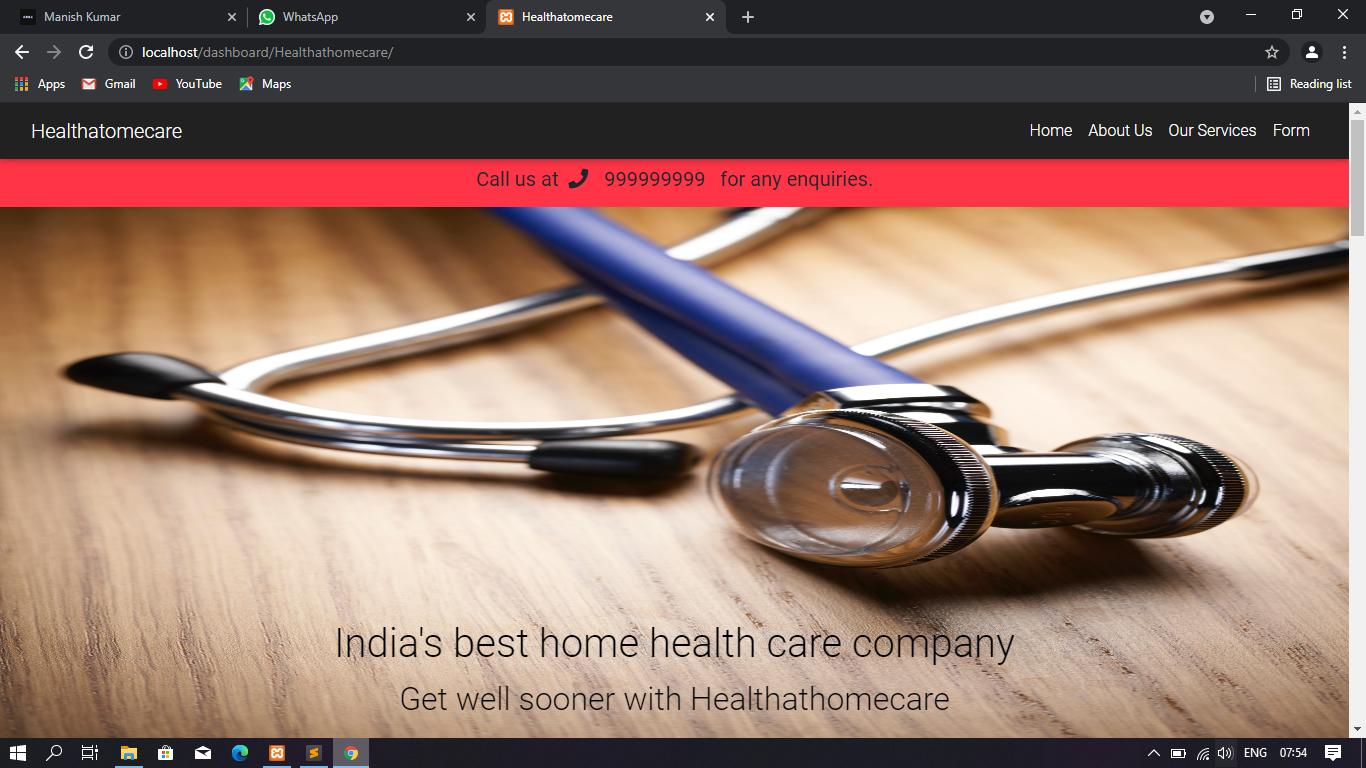 Manish Kumar
WhatsApp
Healthatomecare
localhost/dashboard/Healthathomecare/
Apps
Gmail
YouTube
Maps
Reading list
Healthatomecare
Home
About Us
Our Services
Form
Call us at 999999999 for any enquiries.
India's best home health care company
Get well sooner with Healthathomecare
ENG
07:54